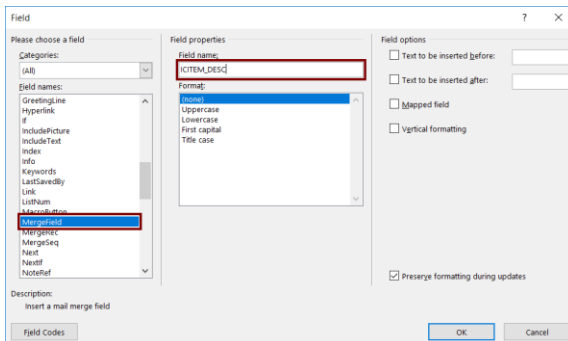 Field
? ×
Please choose a field
Categories:
(All)
Field names:
GreetingLine
Hyperlink
If
IncludePicture
IncludeText
Index
Info
Keywords
LastSavedBy
Link
ListNum
MacroButton
MergeField
MergeRec
MergeSeq
Next
NextIf
NoteRef
Field properties
Field name:
ICITEM_DESC
Format:
(none)
Uppercase
Lowercase
First capital
Title case
Field options
Text to be inserted before:
Text to be inserted after:
Mapped field
Vertical formatting
Preserve formatting during updates
Description:
Insert a mail merge field
Field Codes
OK
Cancel